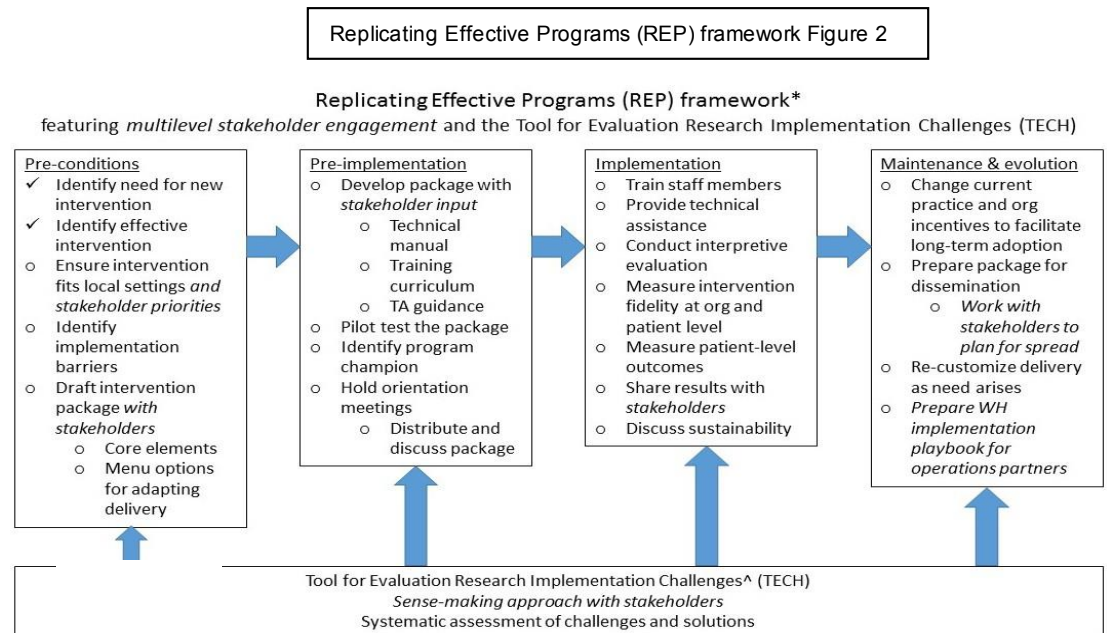 Replicating Effective Programs (REP) framework Figure 2
Replicating Effective Programs (REP) framework*
featuring multilevel stakeholder engagement and the Tool for Evaluation Research Implementation Challenges (TECH)
Pre-conditions
✓ Identify need for new
intervention
✓ Identify effective
intervention
o Ensure intervention
fits local settings and
stakeholder priorities
o Identify
implementation
barriers
o Draft intervention
package with
stakeholders
o Core elements
o Menu options
for adapting
delivery
Pre-implementation
o Develop package with
stakeholder input
o Technical
manual
o Training
curriculum
o TA guidance
o Pilot test the package
o Identify program
champion
o Hold orientation
meetings
o Distribute and
discuss package
Implementation
o Train staff members
o Provide technical
assistance
o Conduct interpretive
evaluation
o Measure intervention
fidelity at org and
patient level
o Measure patient-level
outcomes
o Share results with
stakeholders
o Discuss sustainability
Maintenance & evolution
o Change current
practice and org
incentives to facilitate
long-term adoption
o Prepare package for
dissemination
o Work with
stakeholders to
plan for spread
o Re-customize delivery
as need arises
o Prepare WH
implementation
playbook for
operations partners
Tool for Evaluation Research Implementation Challenges^ (TECH)
Sense-making approach with stakeholders
Systematic assessment of challenges and solutions